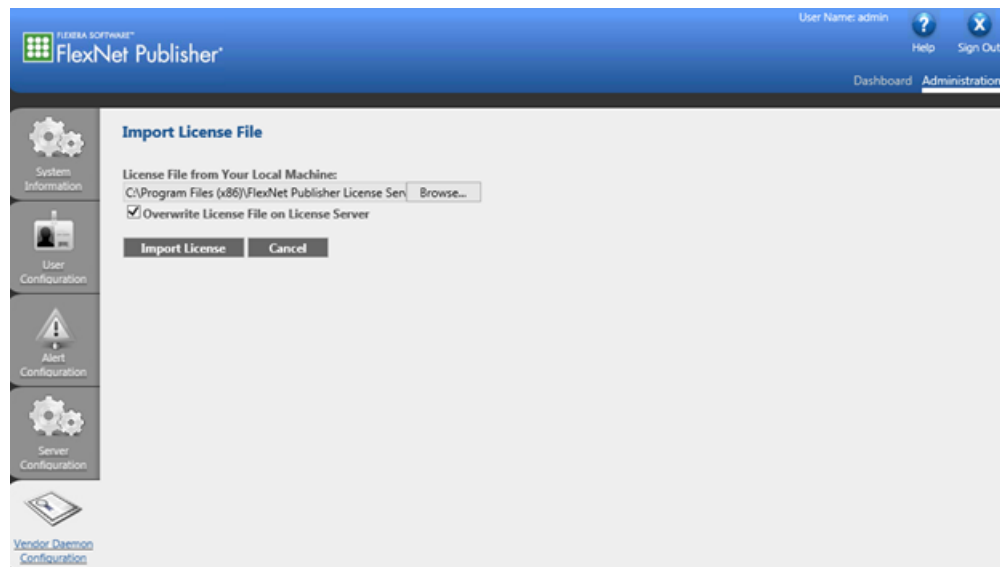 User Name: admin
FLEXERA SOFTWARE™
FlexNet Publisher®
Help
Sign Out
Dashboard
Administration
System
Information
User
Configuration
Alert
Configuration
Server
Configuration
Vendor Daemon
Configuration
Import License File
License File from Your Local Machine:
C:\Program Files (x86)\FlexNet Publisher License Serv
Browse...
Overwrite License File on License Server
Import License
Cancel